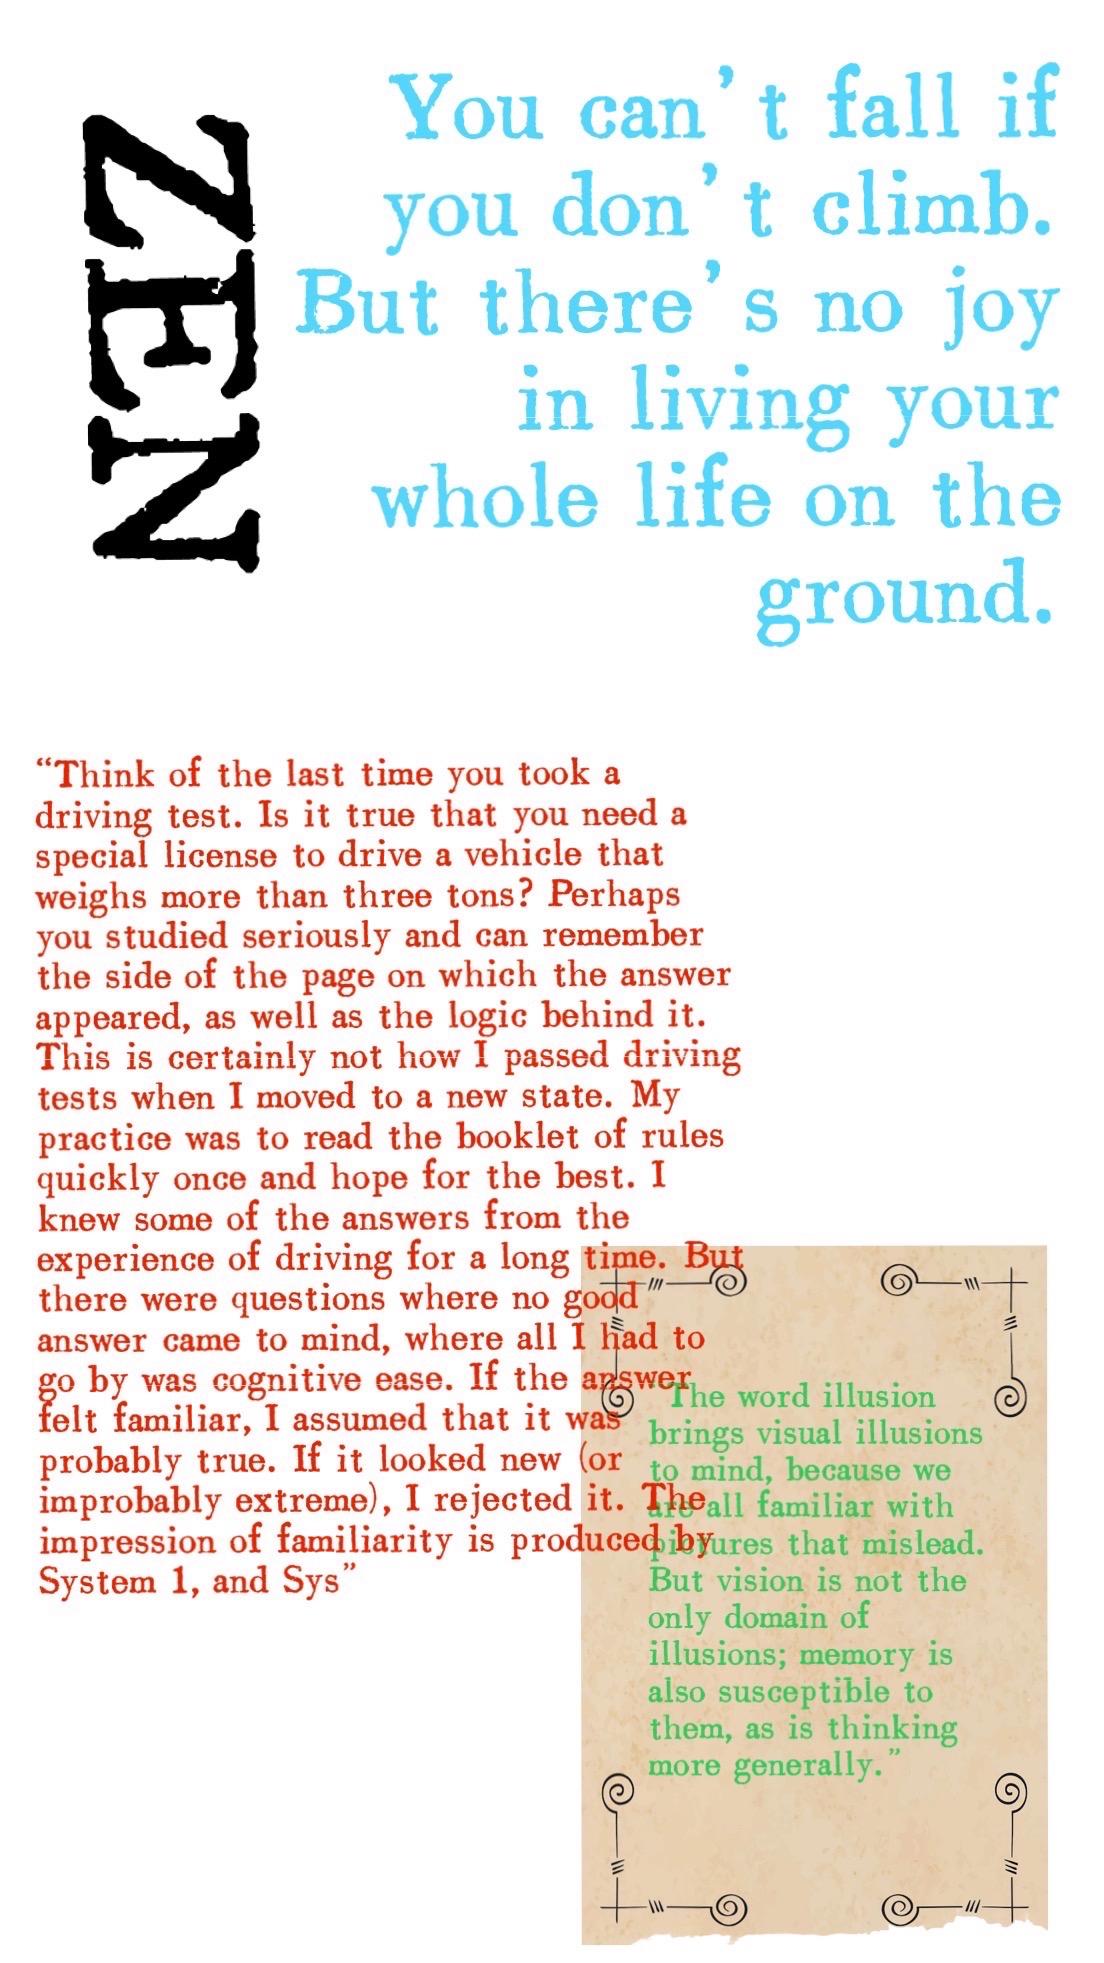 ZEN
You can't fall if
you don't climb.
But there's no joy
in living your
whole life on the
ground.
“Think of the last time you took a
driving test. Is it true that you need a
special license to drive a vehicle that
weighs more than three tons? Perhaps
you studied seriously and can remember
the side of the page on which the answer
appeared, as well as the logic behind it.
This is certainly not how I passed driving
tests when I moved to a new state. My
practice was to read the booklet of rules
quickly once and hope for the best. I
knew some of the answers from the
experience of driving for a long time. But
there were questions where no good
answer came to mind, where all I had to
go by was cognitive ease. If the answer
felt familiar, I assumed that it was
probably true. If it looked new (or
improbably extreme), I rejected it. The
impression of familiarity is produced by
System 1, and Sys”
“The word illusion
brings visual illusions
to mind, because we
are all familiar with
pictures that mislead.
But vision is not the
only domain of
illusions; memory is
also susceptible to
them, as is thinking
more generally.”